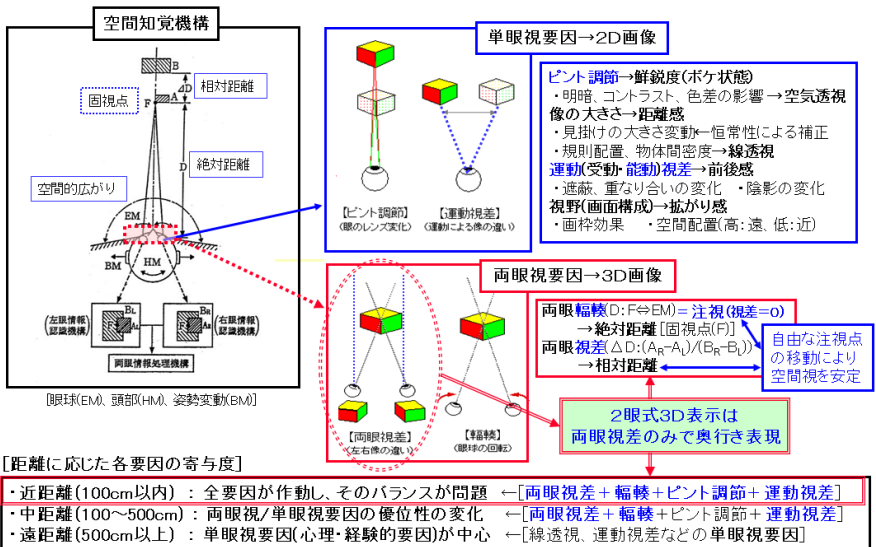 空間知覚機構
B
ΔD
相対距離
固視点
F
A
D
絶対距離
空間的広がり
EM
BM
HM
BL
F
AL
BR
F
AR
(左眼情報認識機構)
(右眼情報認識機構)
両眼情報処理機構
[眼球(EM)、頭部(HM)、姿勢変動(BM)]
単眼視要因→2D画像
【ピント調節】
(眼のレンズ変化)
【運動視差】
(運動による像の違い)
ピント調節→鮮鋭度(ボケ状態)
・明暗、コントラスト、色差の影響→空気透視
像の大きさ→距離感
・見掛けの大きさ変動←恒常性による補正
・規則配置、物体間密度→線透視
運動(受動・能動)視差→前後感
・遮蔽、重なり合いの変化 ・陰影の変化
視野(画面構成)→拡がり感
・画枠効果 ・空間配置(高:遠、低:近)
両眼視要因→3D画像
【両眼視差】
(左右像の違い)
【輻輳】
(眼球の回転)
両眼輻輳(D:F⇔EM)=注視(視差=0)
→絶対距離[固視点(F)]
両眼視差(ΔD:(AR-AL)/(BR-BL))
→相対距離
自由な注視点
の移動により
空間視を安定
2眼式3D表示は
両眼視差のみで奥行き表現
[距離に応じた各要因の寄与度]
・近距離(100cm以内) : 全要因が作動し、そのバランスが問題 ←[両眼視差+輻輳+ピント調節+運動視差]
・中距離(100~500cm) : 両眼視/単眼視要因の優位性の変化 ←[両眼視差+輻輳+ピント調節+運動視差]
・遠距離(500cm以上) : 単眼視要因(心理・経験的要因)が中心 ←[線透視、運動視差などの単眼視要因]